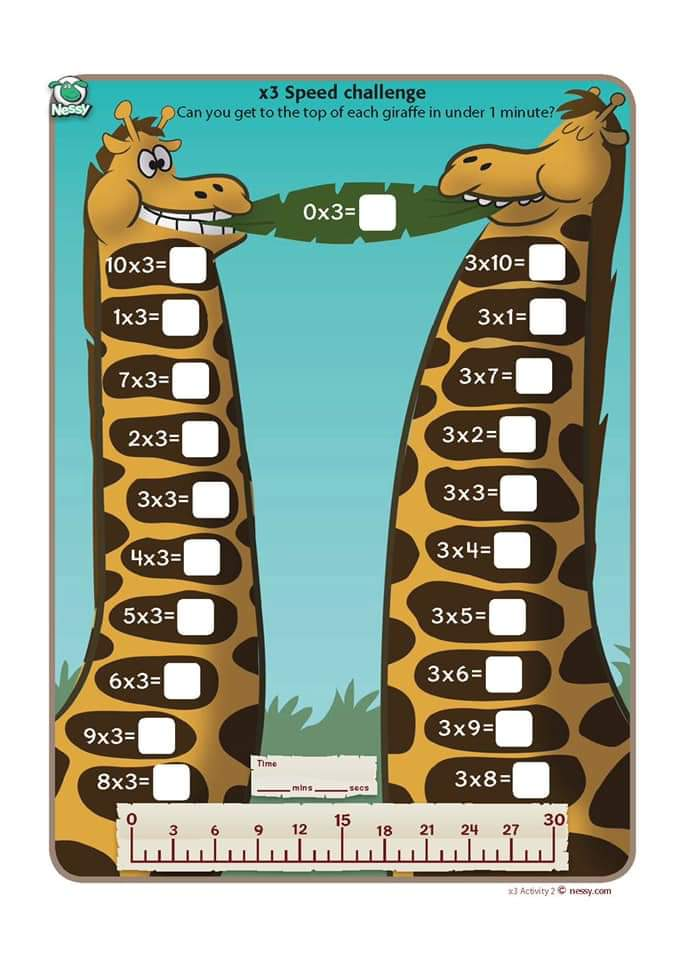 Nessy
x3 Speed challenge
Can you get to the top of each giraffe in under 1 minute?
0x3=
10x3=
3x10=
1x3=
3x1=
7x3=
3x7=
2x3=
3x2=
3x3=
3x3=
4x3=
3x4=
5x3=
3x5=
6x3=
3x6=
9x3=
3x9=
8x3=
3x8=
Time
______mins ______secs
0 3 6 9 12 15 18 21 24 27 30
x3 Activity 2 © nessy.com